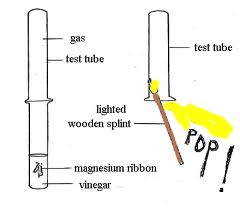 gas
test tube
test tube
lighted
wooden splint
POP!
magnesium ribbon
vinegar